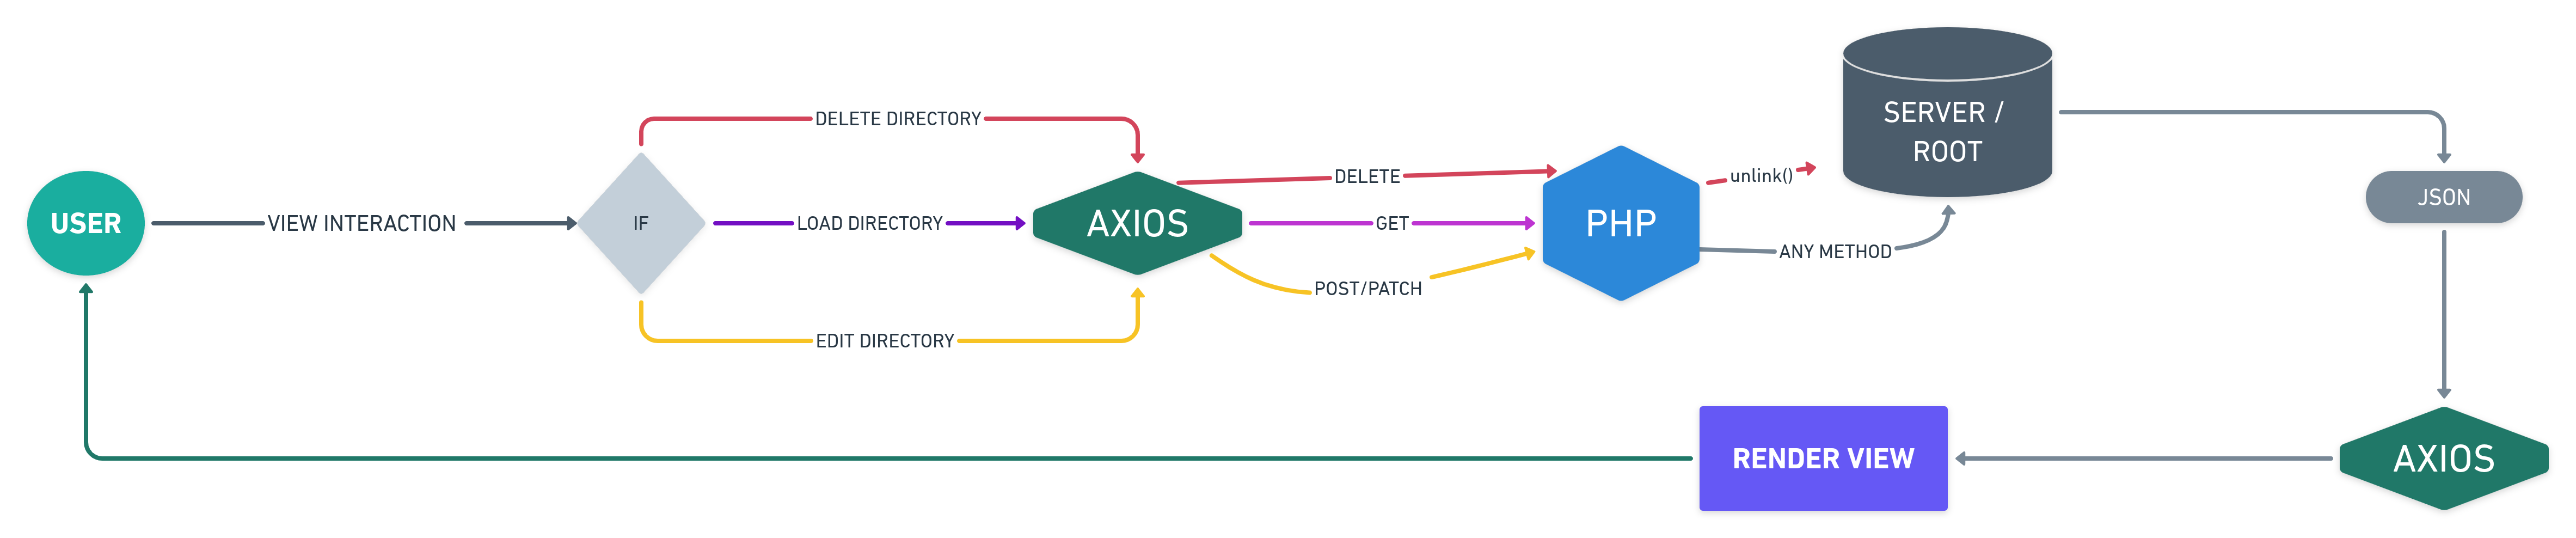 USER
VIEW INTERACTION
IF
DELETE DIRECTORY
LOAD DIRECTORY
EDIT DIRECTORY
AXIOS
DELETE
GET
POST/PATCH
PHP
unlink()
ANY METHOD
SERVER /
ROOT
JSON
AXIOS
RENDER VIEW